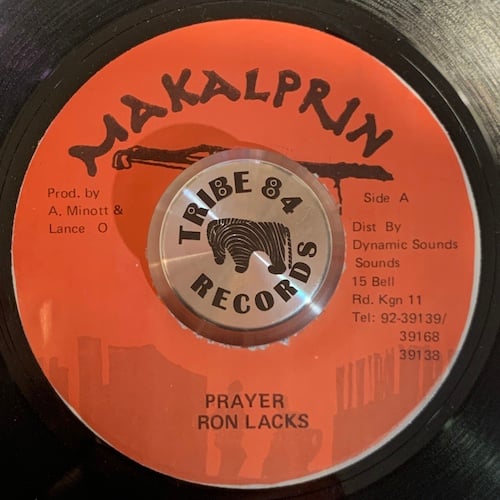 MAKALPRIN
Prod. by
A. Minott &
Lance O
TRIBE 84
RECORDS
Side A
Dist By
Dynamic Sounds
Sounds
15 Bell
Rd. Kgn 11
Tel: 92-39139/
39168
39138
PRAYER
RON LACKS